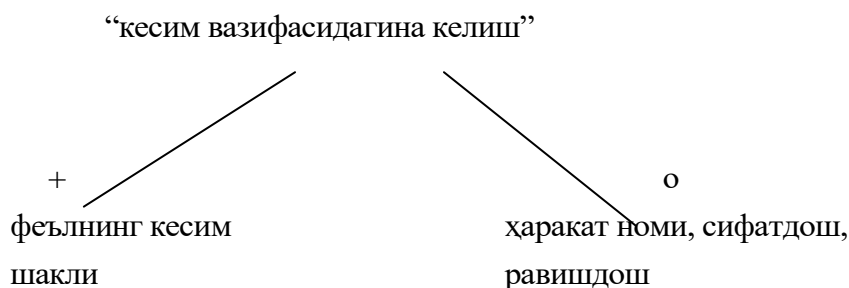 “кесим вазифасидагина келиш”
+ о
феълнинг кесим ҳаракат номи, сифатдош,
шакли равишдош